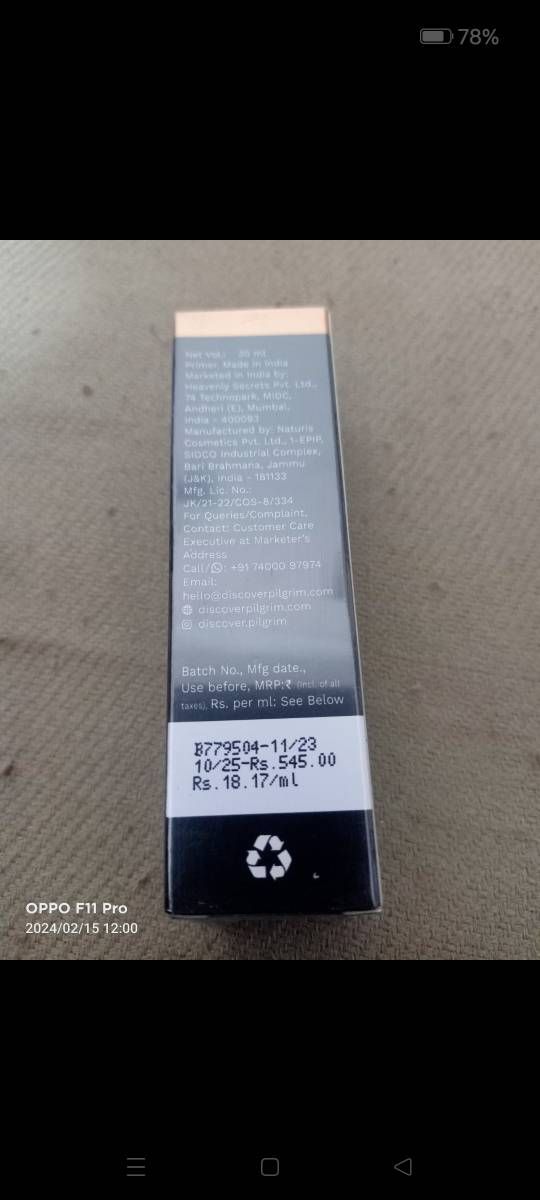 78%
Net Vol.: 30 ml
Primer. Made in India
Marketed in India by:
Heavenly Secrets Pvt. Ltd.,
74 Technopark, MIDC,
Andheri (E), Mumbai,
India - 400093
Manufactured by: Naturis
Cosmetics Pvt. Ltd., 1-EPIP,
SIDCO Industrial Complex,
Bari Brahmana, Jammu
(J&K), India - 181133
Mfg. Lic. No.:
JK/21-22/COS-8/334
For Queries/Complaint,
Contact: Customer Care
Executive at Marketer's
Address
Call/: +91 74000 97974
Email:
hello@discoverpilgrim.com
discoverpilgrim.com
discover.pilgrim
Batch No., Mfg date.,
Use before, MRP:₹ (incl. of all
taxes), Rs. per ml: See Below
B779504-11/23
10/25-Rs.545.00
Rs.18.17/ml
OPPO F11 Pro
2024/02/15 12:00